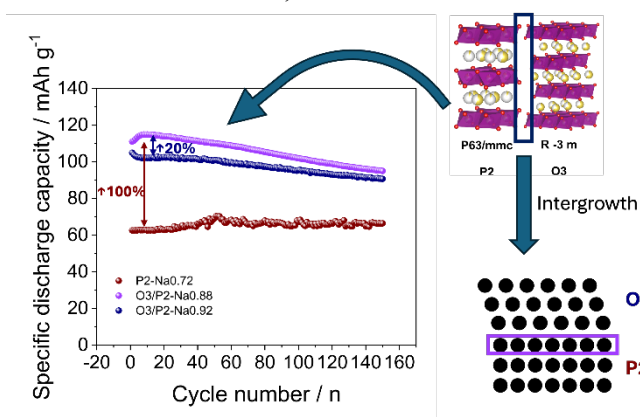 Specific discharge capacity / mAh g⁻¹
140
120
100
80
60
40
20
0
↑20%
↑100%
P2-Na0.72
O3/P2-Na0.88
O3/P2-Na0.92
-20 0 20 40 60 80 100 120 140 160
Cycle number / n
P63/mmc R -3 m
P2 O3
Intergrowth
O
P2